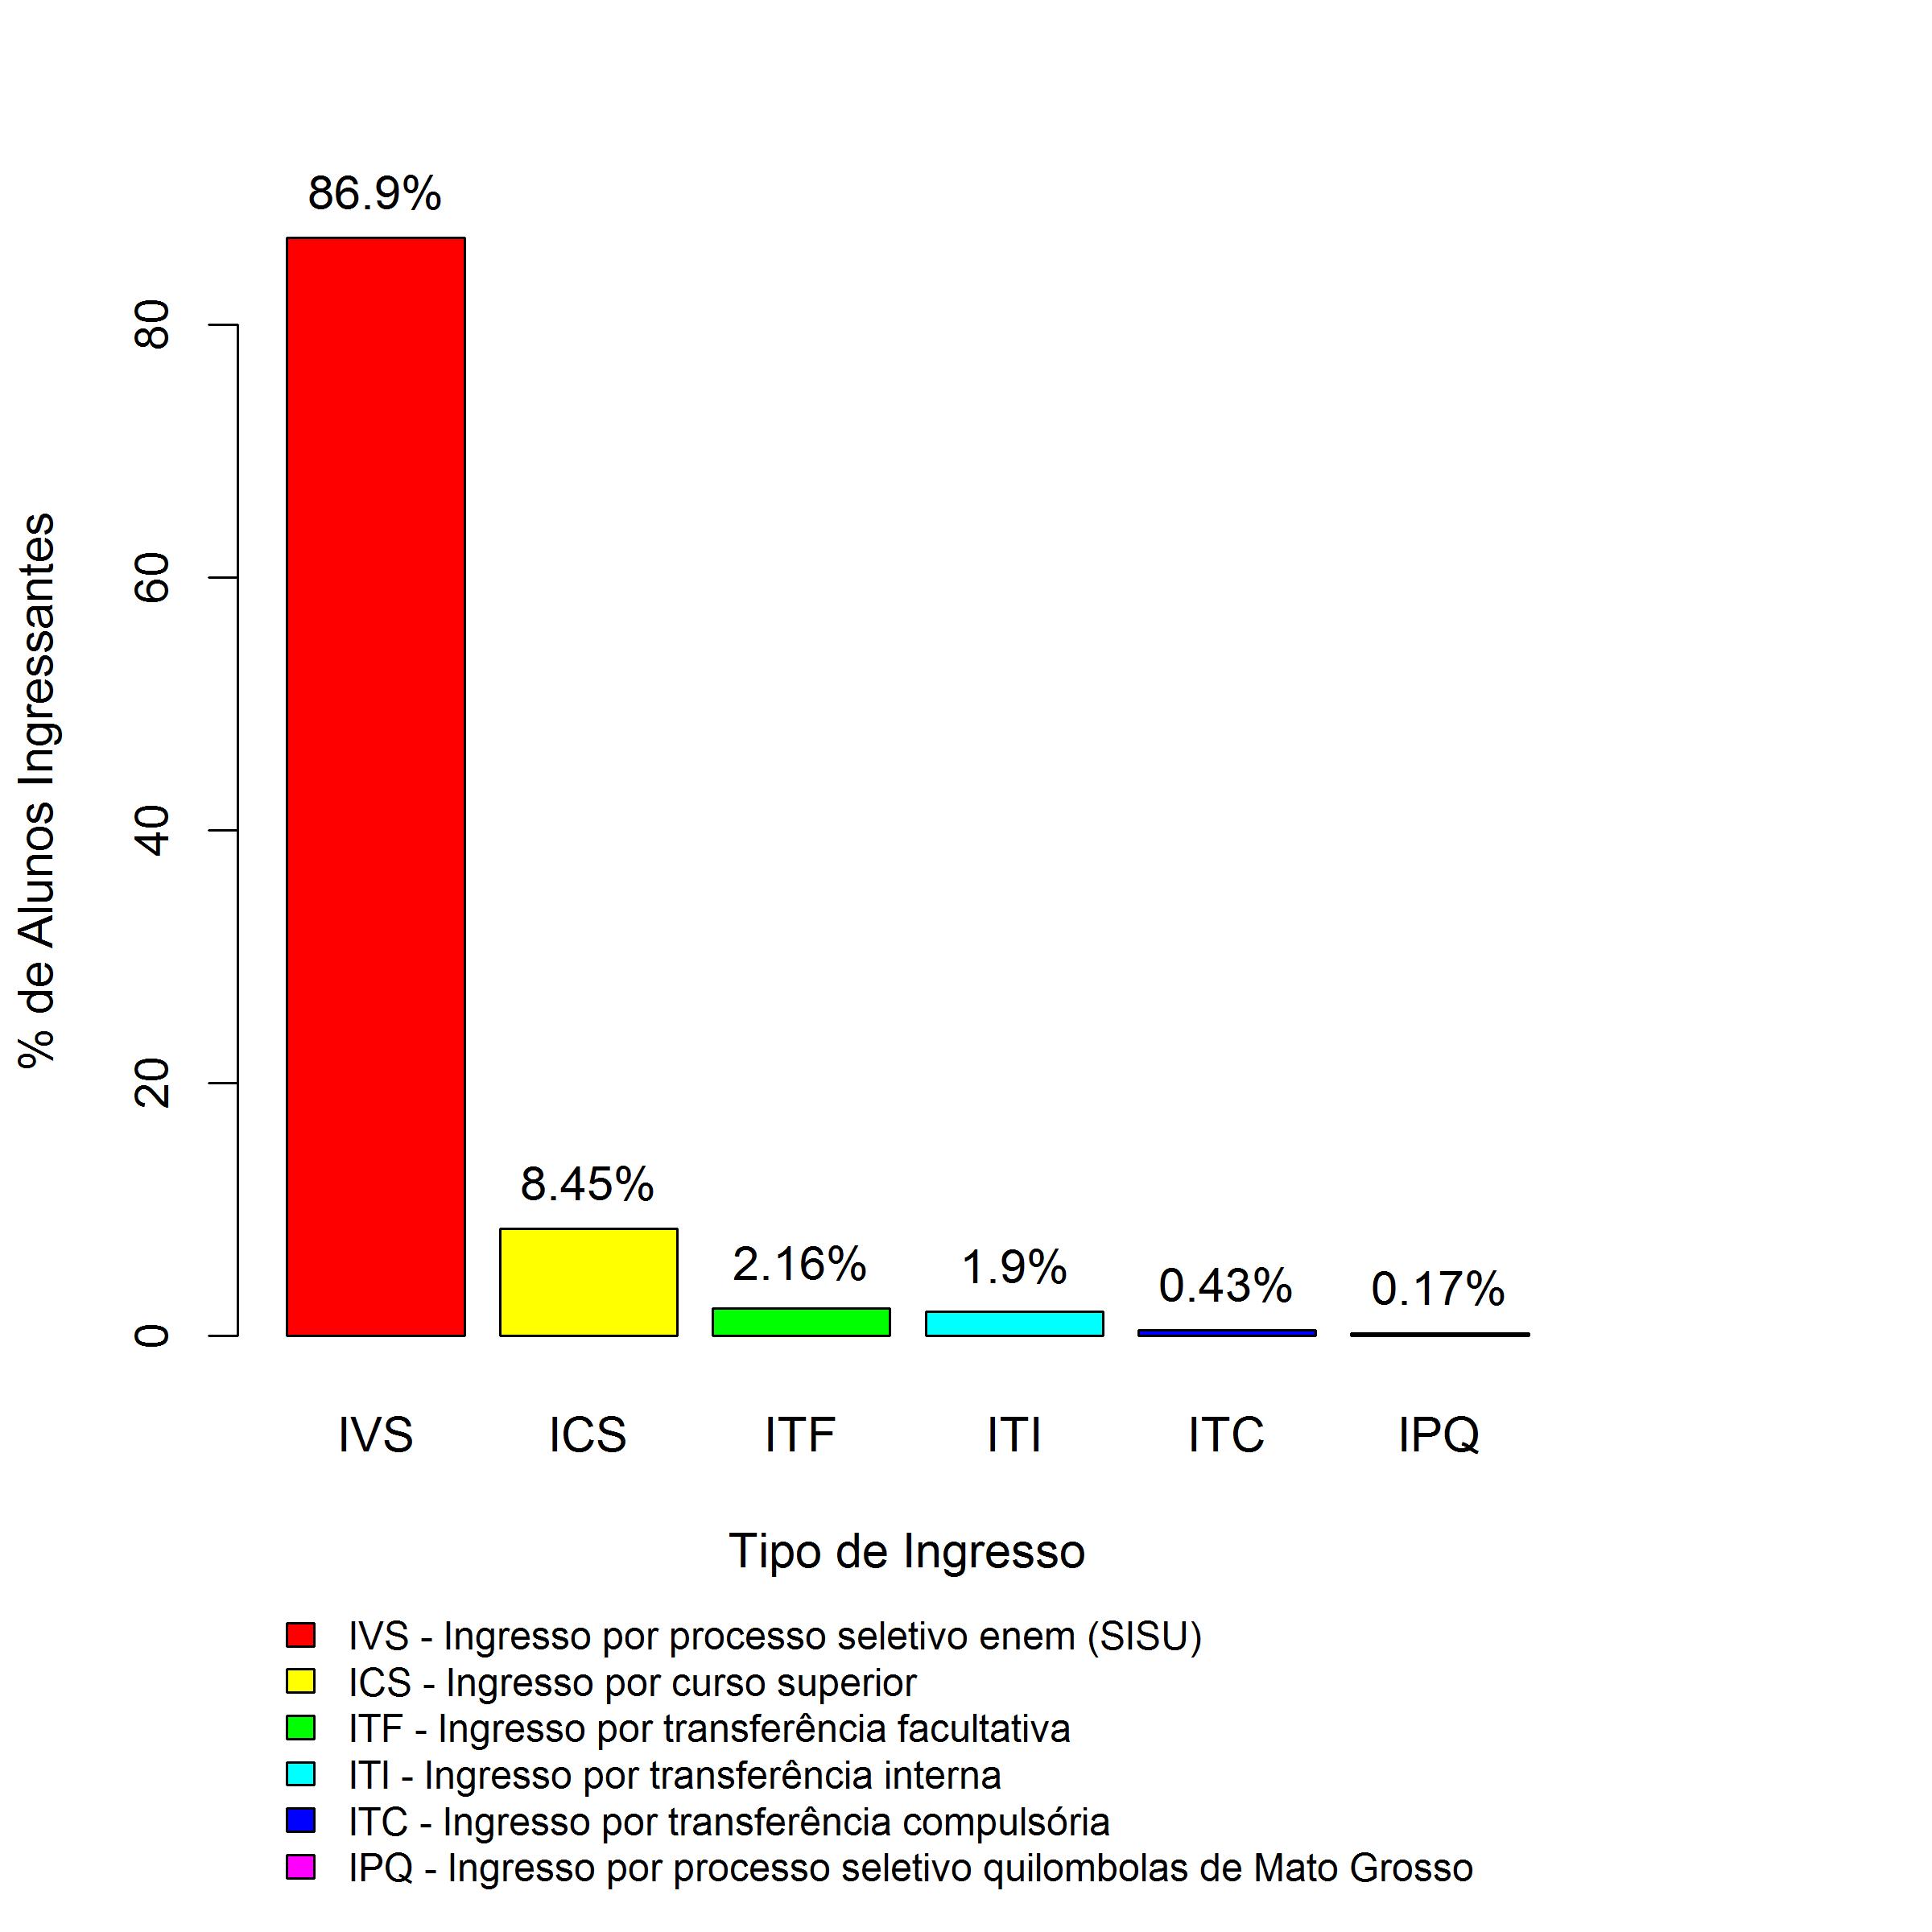 86.9%
8.45%
2.16%
1.9%
0.43%
0.17%
80
60
40
20
0
% de Alunos Ingressantes
IVS ICS ITF ITI ITC IPQ
Tipo de Ingresso
IVS - Ingresso por processo seletivo enem (SISU)
ICS - Ingresso por curso superior
ITF - Ingresso por transferência facultativa
ITI - Ingresso por transferência interna
ITC - Ingresso por transferência compulsória
IPQ - Ingresso por processo seletivo quilombolas de Mato Grosso